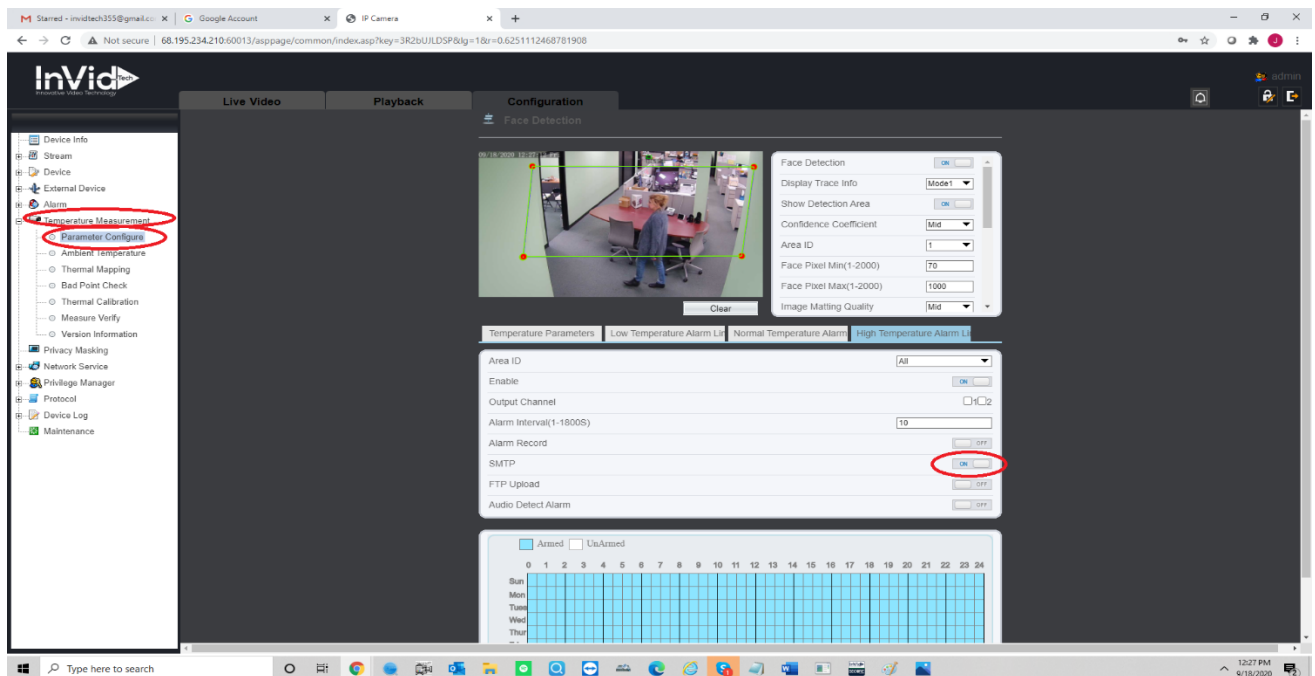 Starred - invidtech355@gmail.co
Google Account
IP Camera
Not secure | 68.195.234.210:60013/asppage/common/index.asp?key=3R2bUJLDSP&lg=1&r=0.6251112468781908
InVid Tech
Innovative Video Technology
admin
Live Video
Playback
Configuration
Face Detection
Device Info
Stream
Device
External Device
Alarm
Temperature Measurement
Parameter Configure
Ambient Temperature
Thermal Mapping
Bad Point Check
Thermal Calibration
Measure Verify
Version Information
Privacy Masking
Network Service
Privilege Manager
Protocol
Device Log
Maintenance
Clear
Face Detection ON
Display Trace Info Mode1
Show Detection Area ON
Confidence Coefficient Mid
Area ID 1
Face Pixel Min(1-2000) 70
Face Pixel Max(1-2000) 1000
Image Matting Quality Mid
Temperature Parameters
Low Temperature Alarm Lin
Normal Temperature Alarm
High Temperature Alarm Li
Area ID All
Enable ON
Output Channel 1 2
Alarm Interval(1-1800S) 10
Alarm Record OFF
SMTP ON
FTP Upload OFF
Audio Detect Alarm OFF
Armed UnArmed
0 1 2 3 4 5 6 7 8 9 10 11 12 13 14 15 16 17 18 19 20 21 22 23 24
Sun
Mon
Tues
Wed
Thur
Type here to search
12:27 PM
9/18/2020